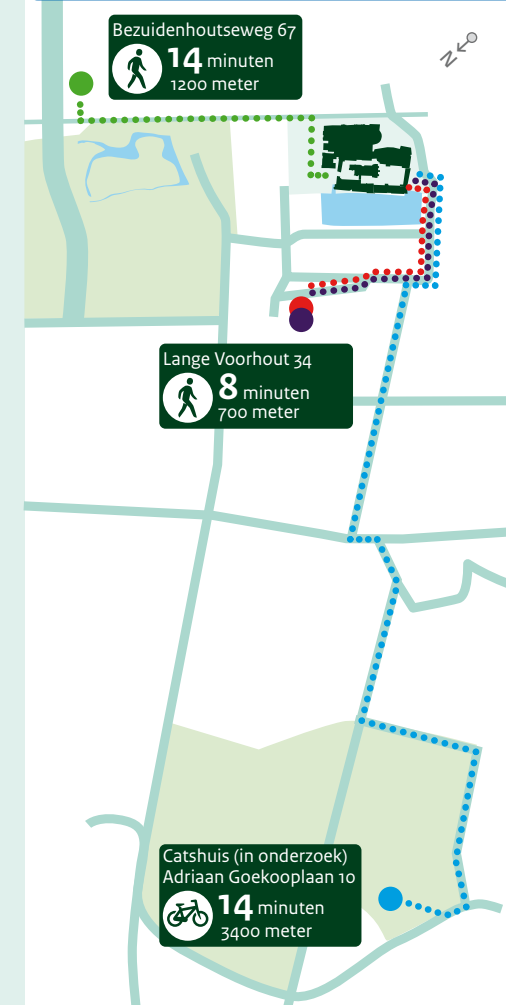 Bezuidenhoutseweg 67
14 minuten
1200 meter
N
Lange Voorhout 34
8 minuten
700 meter
Catshuis (in onderzoek)
Adriaan Goekooplaan 10
14 minuten
3400 meter